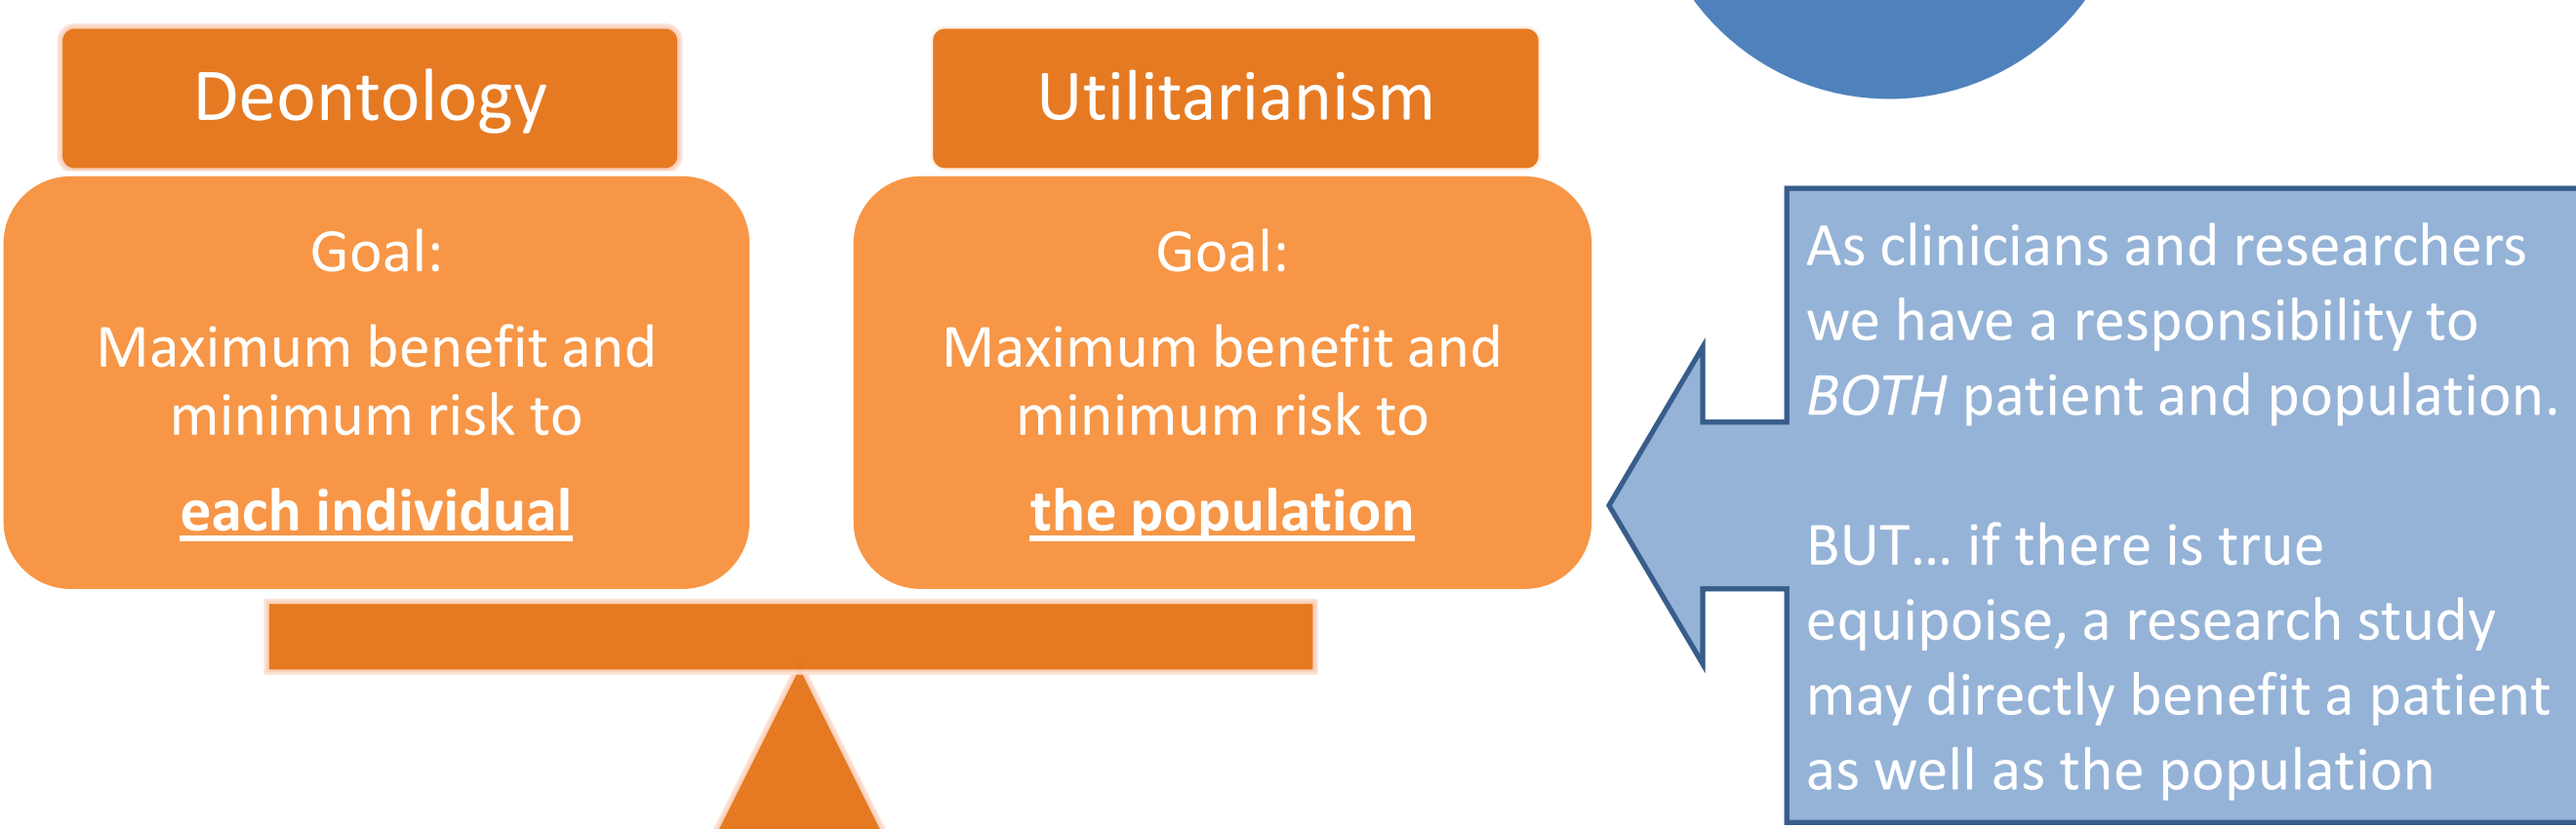 Deontology
Goal:
Maximum benefit and
minimum risk to
each individual
Utilitarianism
Goal:
Maximum benefit and
minimum risk to
the population
As clinicians and researchers
we have a responsibility to
BOTH patient and population.
BUT... if there is true
equipoise, a research study
may directly benefit a patient
as well as the population